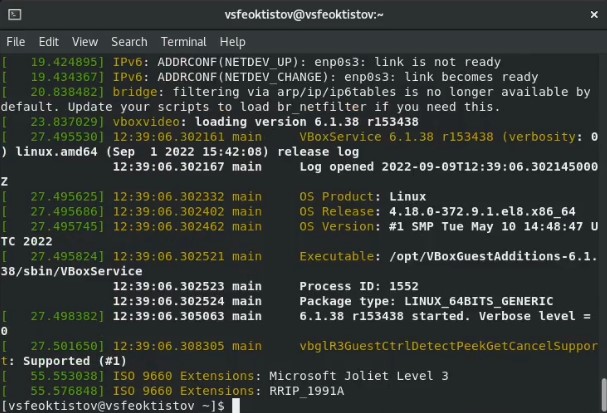 vsfeoktistov@vsfeoktistov:~
File Edit View Search Terminal Help
[   19.424895] IPv6: ADDRCONF(NETDEV_UP): enp0s3: link is not ready
[   19.434367] IPv6: ADDRCONF(NETDEV_CHANGE): enp0s3: link becomes ready
[   20.838482] bridge: filtering via arp/ip/ip6tables is no longer available by
default. Update your scripts to load br_netfilter if you need this.
[   23.837029] vboxvideo: loading version 6.1.38 r153438
[   27.495530] 12:39:06.302161 main     VBoxService 6.1.38 r153438 (verbosity: 0
) linux.amd64 (Sep  1 2022 15:42:08) release log
               12:39:06.302167 main     Log opened 2022-09-09T12:39:06.302145000
Z
[   27.495625] 12:39:06.302332 main     OS Product: Linux
[   27.495686] 12:39:06.302402 main     OS Release: 4.18.0-372.9.1.el8.x86_64
[   27.495745] 12:39:06.302462 main     OS Version: #1 SMP Tue May 10 14:48:47 U
TC 2022
[   27.495824] 12:39:06.302521 main     Executable: /opt/VBoxGuestAdditions-6.1.
38/sbin/VBoxService
               12:39:06.302523 main     Process ID: 1552
               12:39:06.302524 main     Package type: LINUX_64BITS_GENERIC
[   27.498382] 12:39:06.305063 main     6.1.38 r153438 started. Verbose level =
0
[   27.501650] 12:39:06.308305 main     vbglR3GuestCtrlDetectPeekGetCancelSuppor
t: Supported (#1)
[   55.553038] ISO 9660 Extensions: Microsoft Joliet Level 3
[   55.576848] ISO 9660 Extensions: RRIP_1991A
[vsfeoktistov@vsfeoktistov ~]$